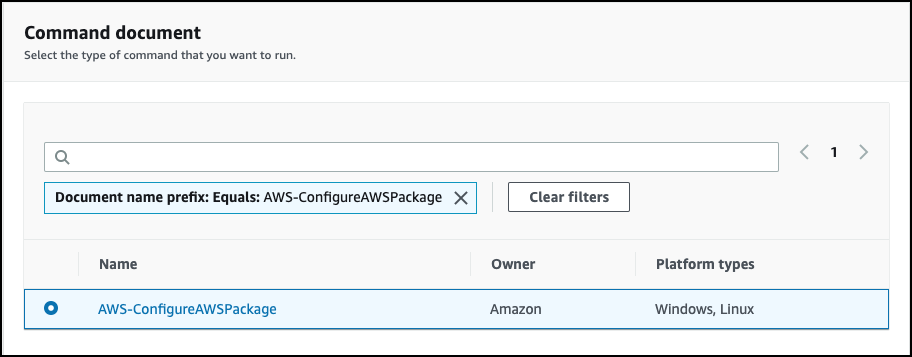 Command document
Select the type of command that you want to run.
1
Document name prefix: Equals: AWS-ConfigureAWSPackage
Clear filters
Name Owner Platform types
AWS-ConfigureAWSPackage Amazon Windows, Linux